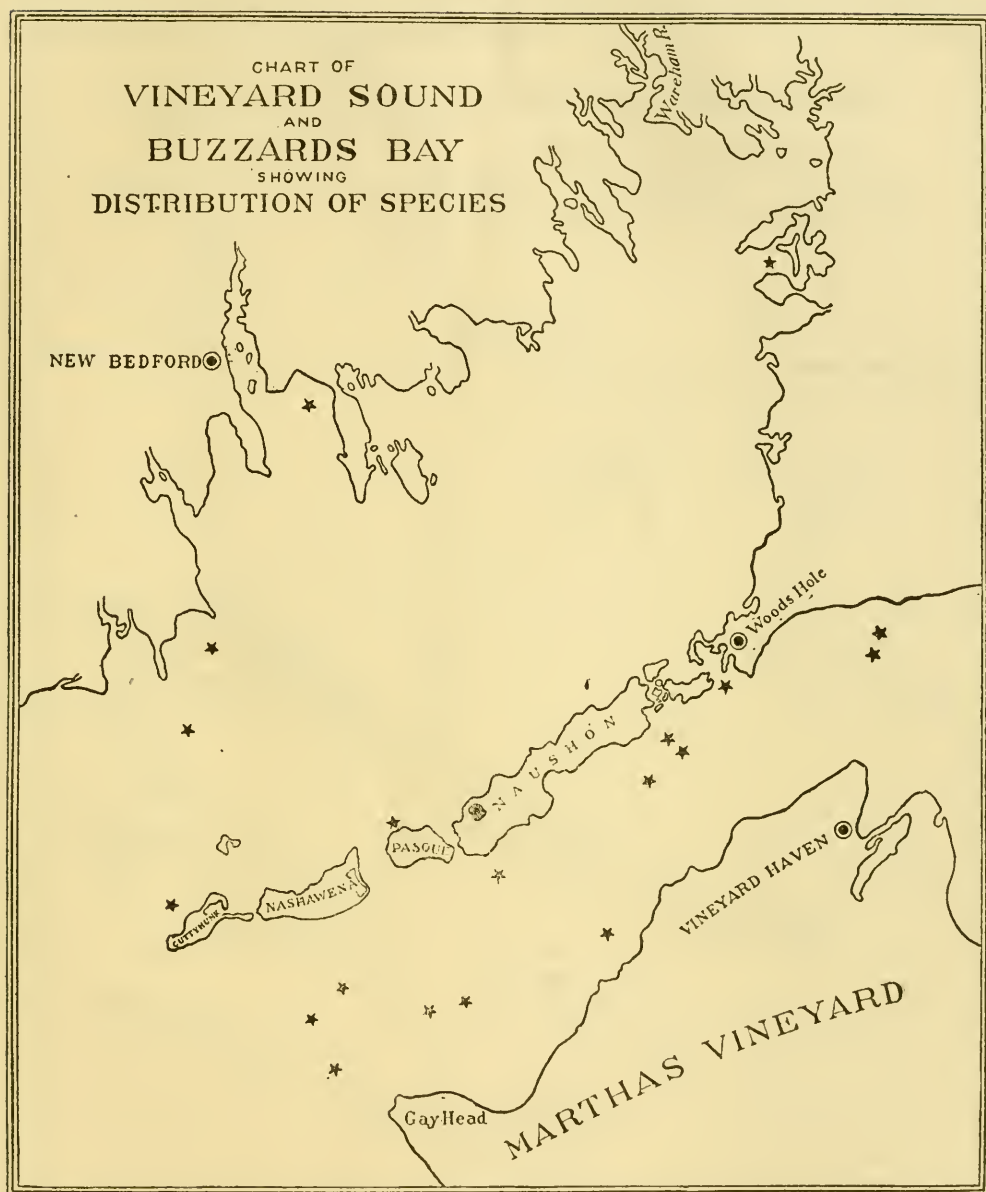 CHART OF
VINEYARD SOUND
AND
BUZZARDS BAY
SHOWING
DISTRIBUTION OF SPECIES
Wareham R.
NEW BEDFORD
Woods Hole
NAUSHON
PASQUE
NASHAWENA
CUTTYHUNK
VINEYARD HAVEN
MARTHAS VINEYARD
Gay Head